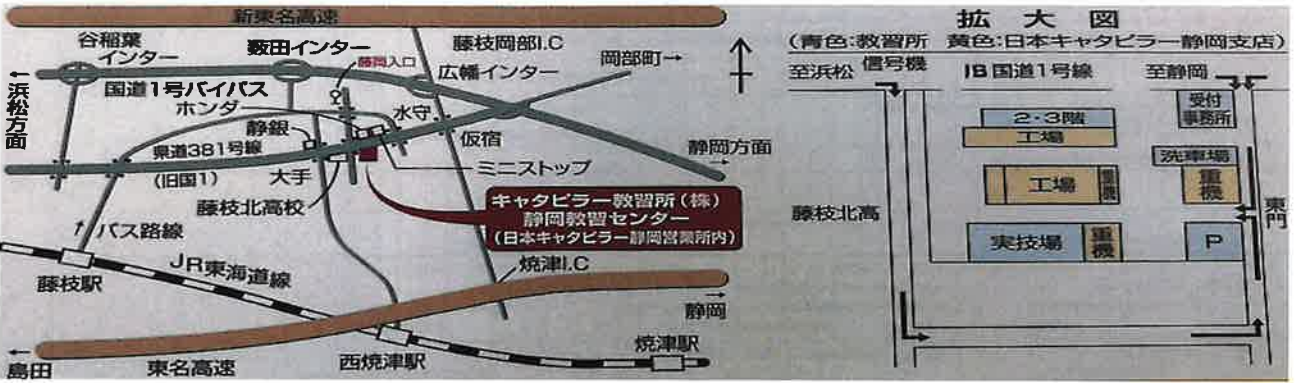 新東名高速
谷稲葉
インター
薮田インター
藤枝岡部I.C
岡部町→
藤岡入口
広幡インター
←浜松方面
国道1号バイパス
ホンダ
水守
静銀
仮宿
県道381号線
(旧国1)
大手
ミニストップ
静岡方面
→
藤枝北高校
キャタピラー教習所(株)
静岡教習センター
(日本キャタピラー静岡営業所内)
↑バス路線
JR東海道線
藤枝駅
焼津I.C
静岡
→
←
島田
東名高速
西焼津駅
焼津駅
拡大図
(青色:教習所 黄色:日本キャタピラー静岡支店)
至浜松
信号機
旧国道1号線
至静岡
2・3階
工場
受付
事務所
洗車場
工場
重機
重機
藤枝北高
東門
実技場
重機
P